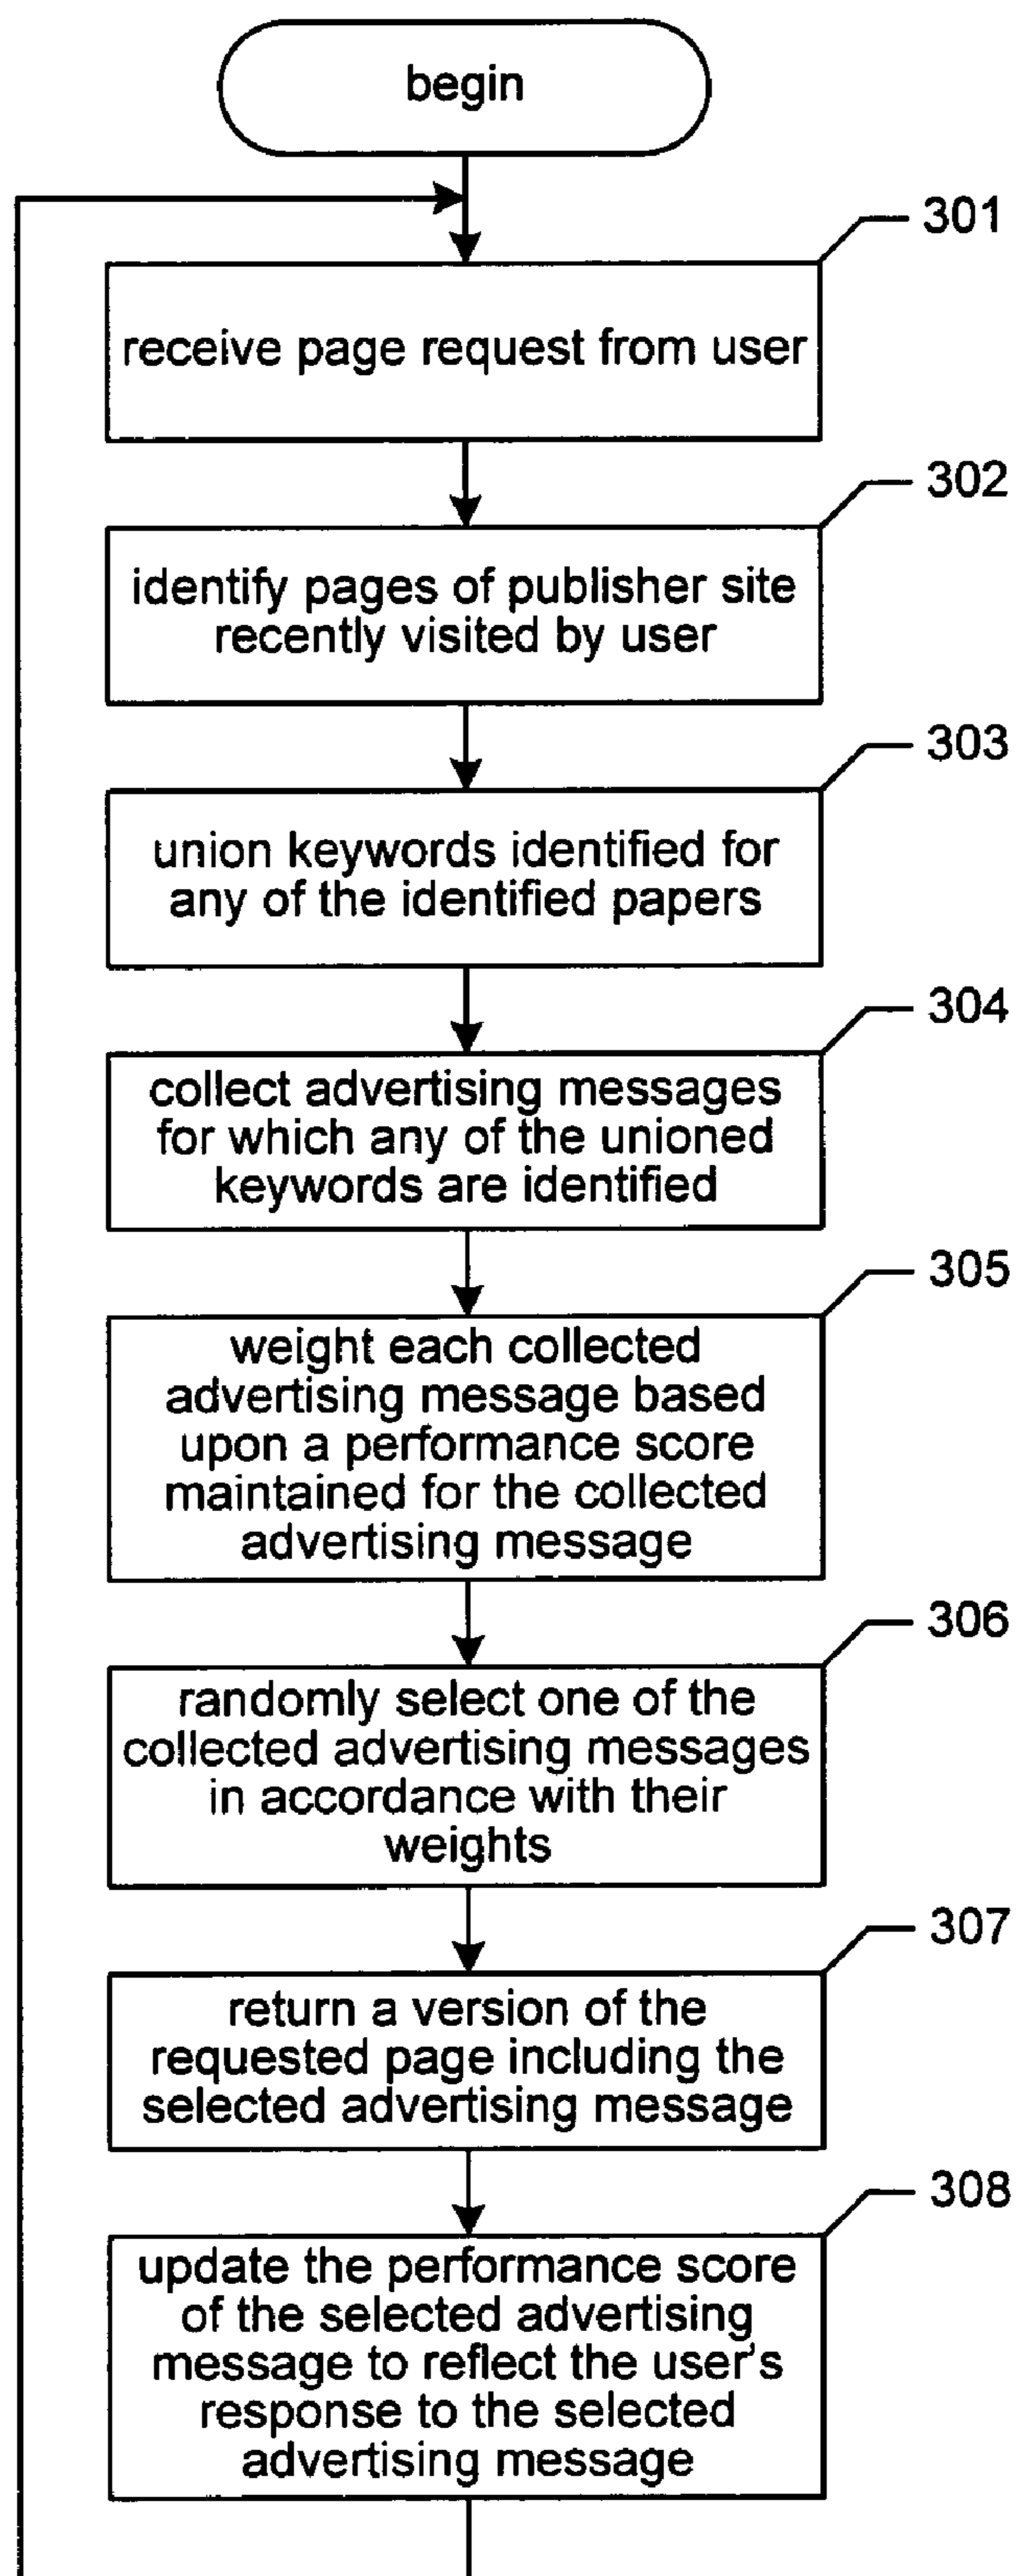 begin
301
receive page request from user
302
identify pages of publisher site
recently visited by user
303
union keywords identified for
any of the identified papers
304
collect advertising messages
for which any of the unioned
keywords are identified
305
weight each collected
advertising message based
upon a performance score
maintained for the collected
advertising message
306
randomly select one of the
collected advertising messages
in accordance with their
weights
307
return a version of the
requested page including the
selected advertising message
308
update the performance score
of the selected advertising
message to reflect the user's
response to the selected
advertising message